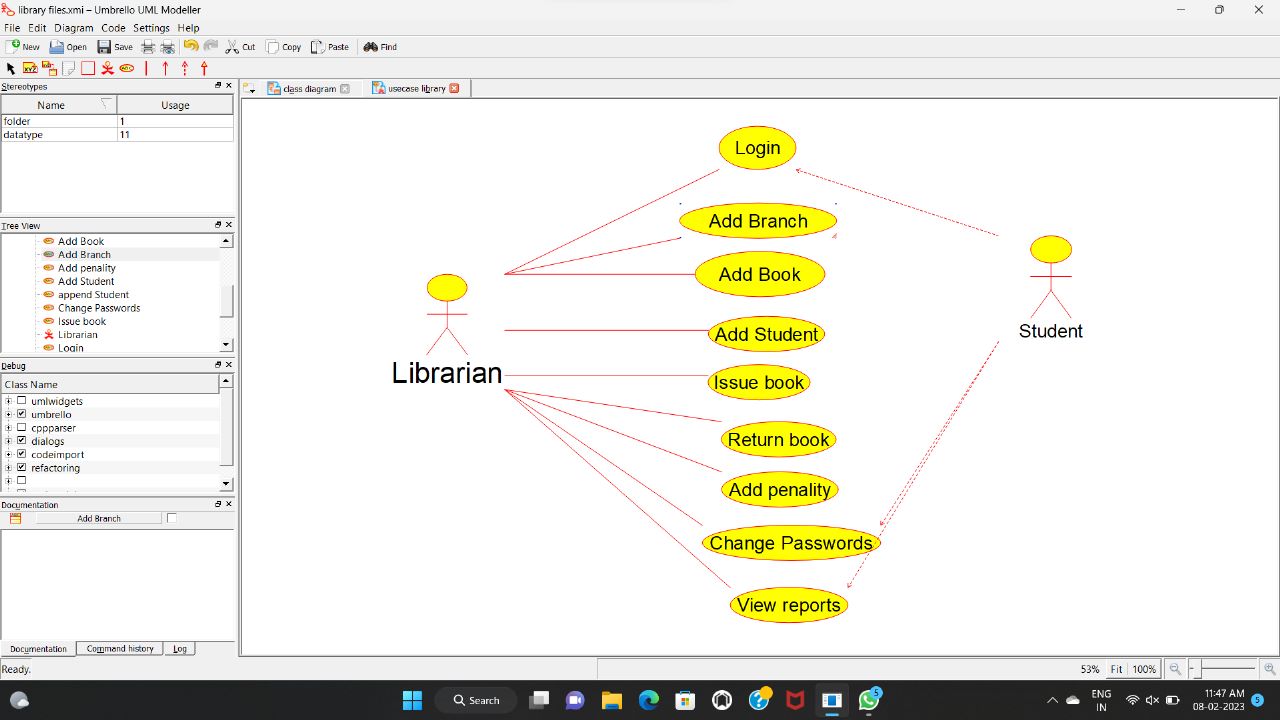 library files.xmi – Umbrello UML Modeller
File Edit Diagram Code Settings Help
New Open Save Cut Copy Paste Find
Stereotypes
Name Usage
folder 1
datatype 11
Tree View
Add Book
Add Branch
Add penality
Add Student
append Student
Change Passwords
Issue book
Librarian
Login
Debug
Class Name
umlwidgets
umbrello
cppparser
dialogs
codeimport
refactoring
Documentation
Add Branch
Documentation Command history Log
class diagram usecase library
Login
Add Branch
Add Book
Add Student
Issue book
Return book
Add penality
Change Passwords
View reports
Librarian
Student
Ready.
53% Fit 100%
Search
5
ENG
IN
11:47 AM
08-02-2023
5